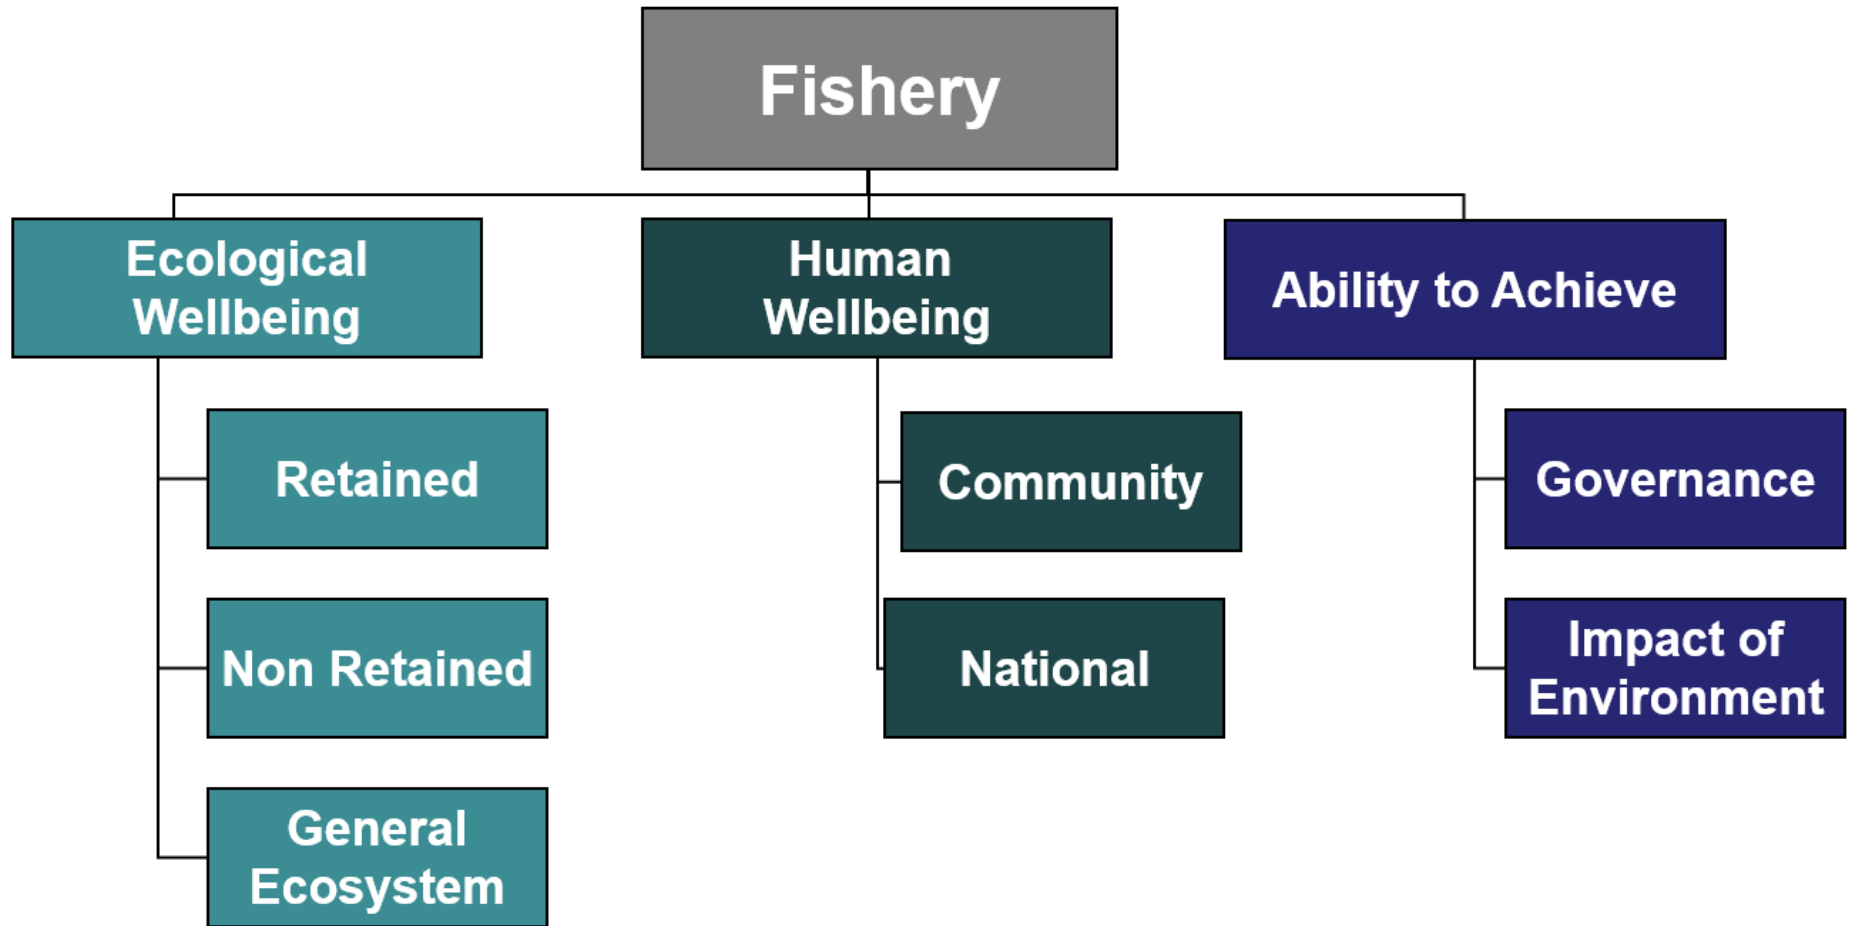 Fishery
Ecological
Wellbeing
Human
Wellbeing
Ability to Achieve
Retained
Community
Governance
Non Retained
National
Impact of
Environment
General
Ecosystem